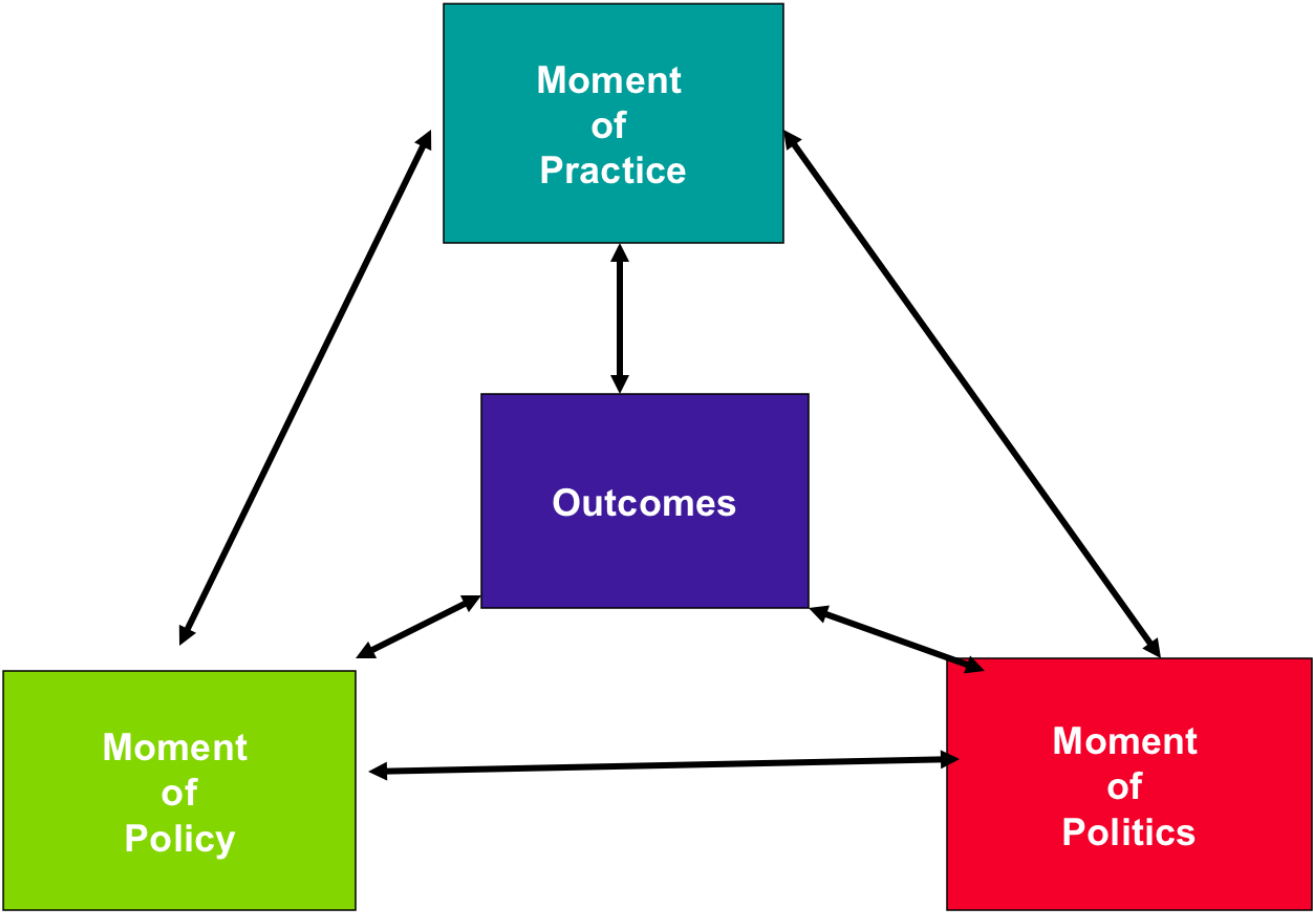 Moment
of
Practice
Outcomes
Moment
of
Policy
Moment
of
Politics